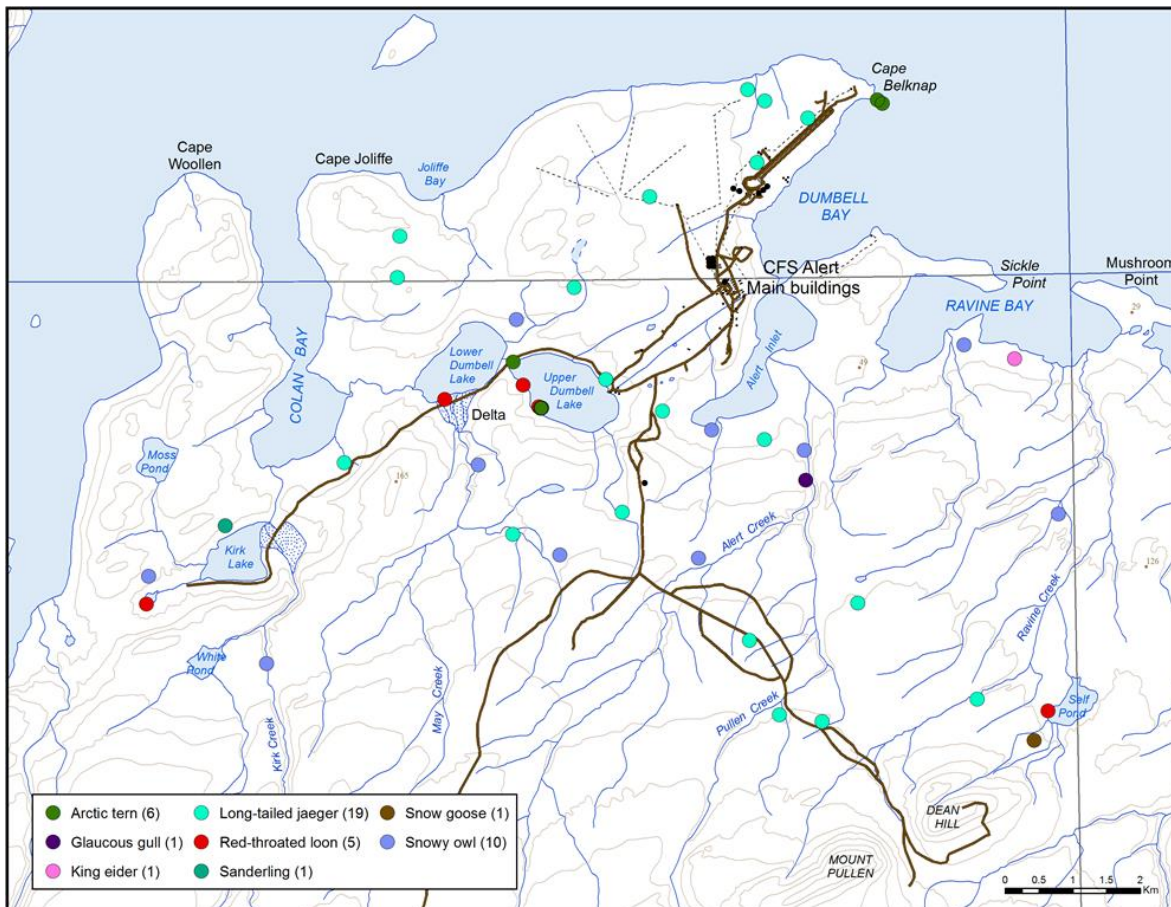 Cape
Belknap
Cape
Woollen
Cape Joliffe
Joliffe
Bay
DUMBELL
BAY
CFS Alert
Main buildings
Sickle
Point
Mushroom
Point
RAVINE BAY
29
COLAN BAY
Lower
Dumbell
Lake
Upper
Dumbell
Lake
Alert Inlet
49
Delta
Moss
Pond
165
Kirk
Lake
Alert Creek
126
Ravine Creek
White
Pond
Kirk Creek
May Creek
Pullen Creek
Self
Pond
DEAN
HILL
MOUNT
PULLEN
Arctic tern (6)
Long-tailed jaeger (19)
Snow goose (1)
Glaucous gull (1)
Red-throated loon (5)
Snowy owl (10)
King eider (1)
Sanderling (1)
0 0.5 1 1.5 2
Km